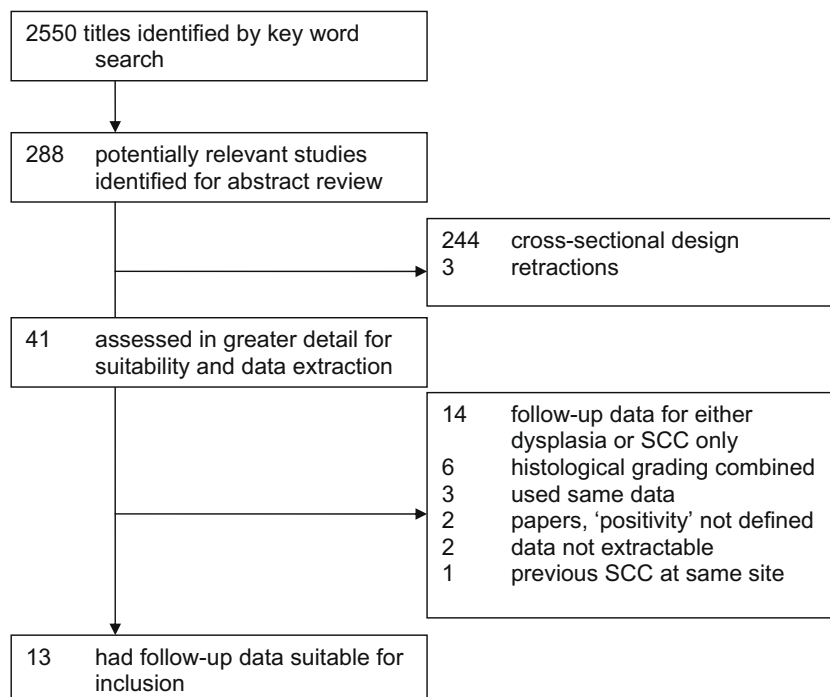 2550 titles identified by key word
search
288 potentially relevant studies
identified for abstract review
244 cross-sectional design
3 retractions
41 assessed in greater detail for
suitability and data extraction
14 follow-up data for either
dysplasia or SCC only
6 histological grading combined
3 used same data
2 papers, ‘positivity’ not defined
2 data not extractable
1 previous SCC at same site
13 had follow-up data suitable for
inclusion